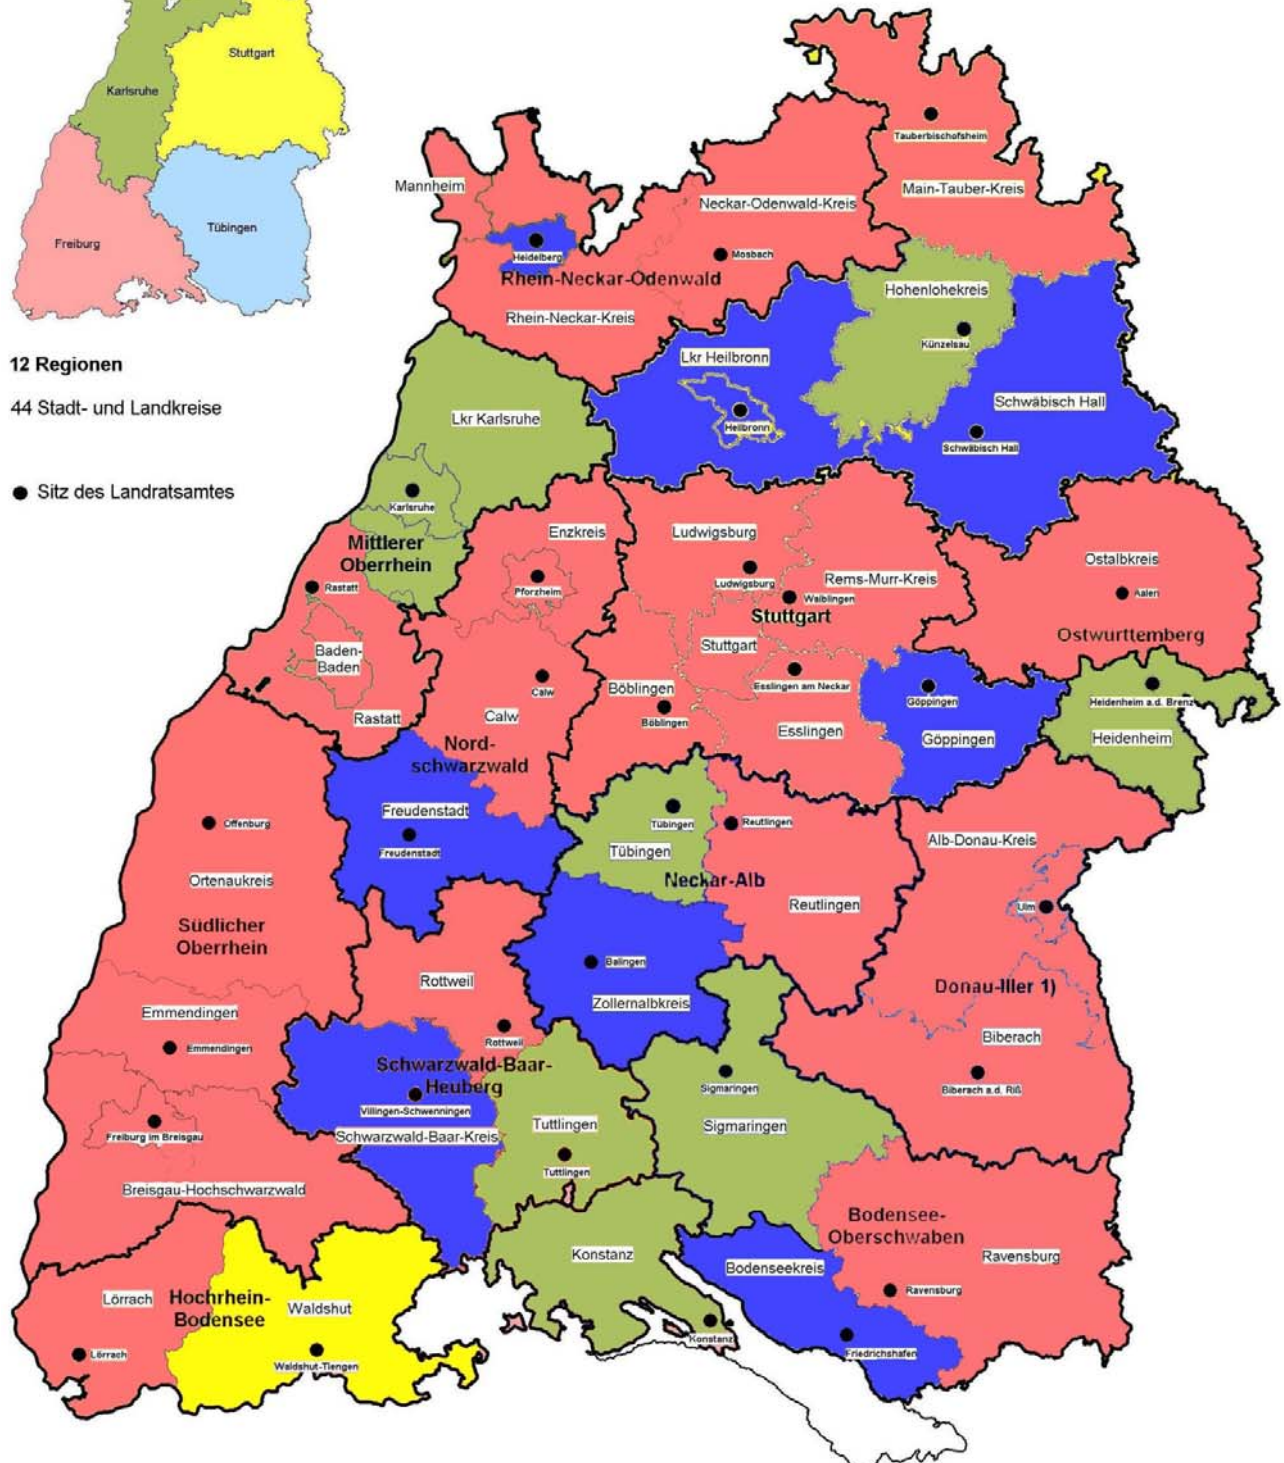 Stuttgart
Karlsruhe
Tübingen
Freiburg
12 Regionen
44 Stadt- und Landkreise
Sitz des Landratsamtes
Tauberbischofsheim
Mannheim
Main-Tauber-Kreis
Neckar-Odenwald-Kreis
Heidelberg
Mosbach
Rhein-Neckar-Odenwald
Hohenlohekreis
Rhein-Neckar-Kreis
Künzelsau
Lkr Heilbronn
Schwäbisch Hall
Lkr Karlsruhe
Heilbronn
Schwäbisch Hall
Karlsruhe
Enzkreis
Ludwigsburg
Mittlerer
Oberrhein
Ostalbkreis
Rastatt
Pforzheim
Ludwigsburg
Rems-Murr-Kreis
Waiblingen
Aalen
Stuttgart
Ostwurttemberg
Stuttgart
Baden-
Baden
Calw
Böblingen
Esslingen am Neckar
Göppingen
Heidenheim a.d. Brenz
Rastatt
Calw
Böblingen
Esslingen
Göppingen
Heidenheim
Nord-
schwarzwald
Freudenstadt
Offenburg
Tübingen
Reutlingen
Alb-Donau-Kreis
Freudenstadt
Tübingen
Ortenaukreis
Neckar-Alb
Reutlingen
Ulm
Südlicher
Oberrhein
Balingen
Rottweil
Zollernalbkreis
Donau-Iller 1)
Emmendingen
Rottweil
Biberach
Emmendingen
Schwarzwald-Baar-
Heuberg
Sigmaringen
Biberach a.d. Riß
Villingen-Schwenningen
Freiburg im Breisgau
Schwarzwald-Baar-Kreis
Tuttlingen
Sigmaringen
Tuttlingen
Breisgau-Hochschwarzwald
Bodensee-
Oberschwaben
Konstanz
Bodenseekreis
Ravensburg
Lörrach
Hochrhein-
Bodensee
Waldshut
Ravensburg
Konstanz
Lörrach
Waldshut-Tiengen
Friedrichshafen